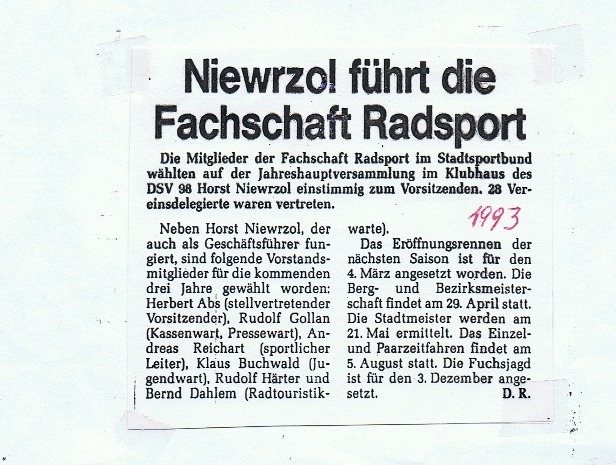 Niewrzol führt die
Fachschaft Radsport
Die Mitglieder der Fachschaft Radsport im Stadtsportbund
wählten auf der Jahreshauptversammlung im Klubhaus des
DSV 98 Horst Niewrzol einstimmig zum Vorsitzenden. 28 Ver-
einsdelegierte waren vertreten.
1993
Neben Horst Niewrzol, der
auch als Geschäftsführer fun-
giert, sind folgende Vorstands-
mitglieder für die kommenden
drei Jahre gewählt worden:
Herbert Abs (stellvertretender
Vorsitzender), Rudolf Gollan
(Kassenwart, Pressewart), An-
dreas Reichart (sportlicher
Leiter), Klaus Buchwald (Ju-
gendwart), Rudolf Härter und
Bernd Dahlem (Radtouristik-
warte).
Das Eröffnungsrennen der
nächsten Saison ist für den
4. März angesetzt worden. Die
Berg- und Bezirksmeister-
schaft findet am 29. April statt.
Die Stadtmeister werden am
21. Mai ermittelt. Das Einzel-
und Paarzeitfahren findet am
5. August statt. Die Fuchsjagd
ist für den 3. Dezember ange-
setzt. D. R.